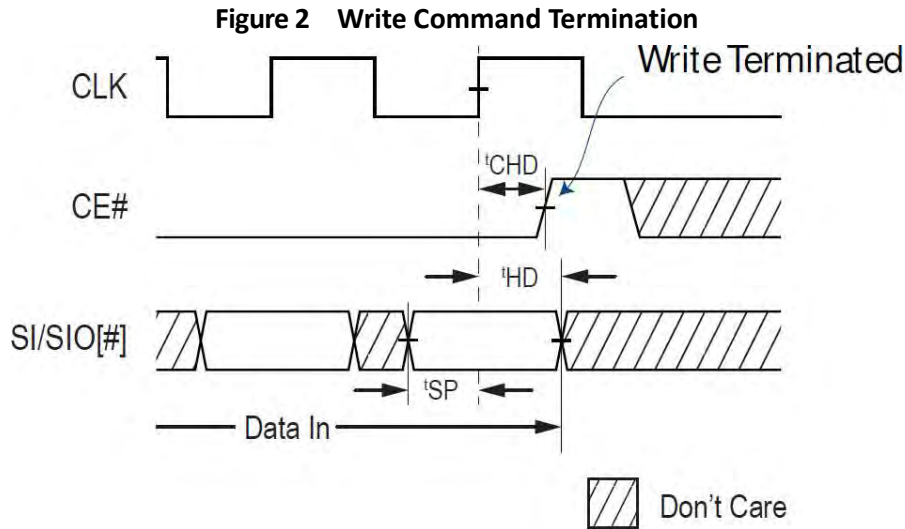 Figure 2 Write Command Termination
Write Terminated
CLK
tCHD
CE#
tHD
SI/SIO[#]
tSP
Data In
Don't Care